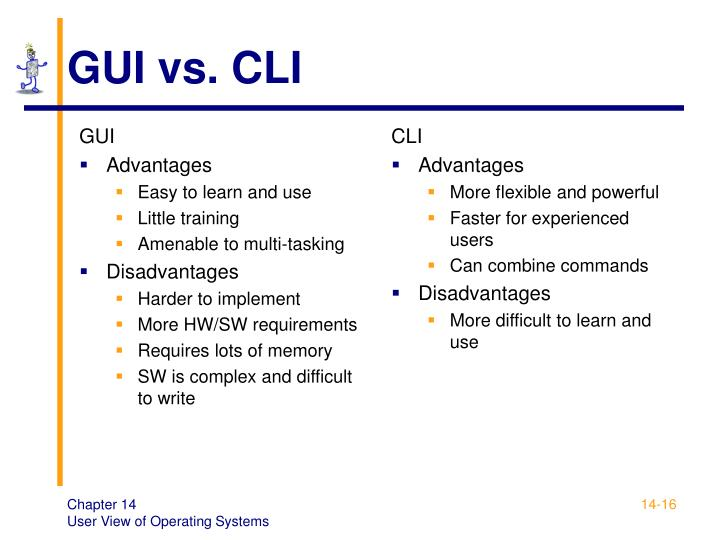 GUI vs. CLI
GUI
▪ Advantages
▪ Easy to learn and use
▪ Little training
▪ Amenable to multi-tasking
▪ Disadvantages
▪ Harder to implement
▪ More HW/SW requirements
▪ Requires lots of memory
▪ SW is complex and difficult
to write
CLI
▪ Advantages
▪ More flexible and powerful
▪ Faster for experienced
users
▪ Can combine commands
▪ Disadvantages
▪ More difficult to learn and
use
Chapter 14
User View of Operating Systems
14-16